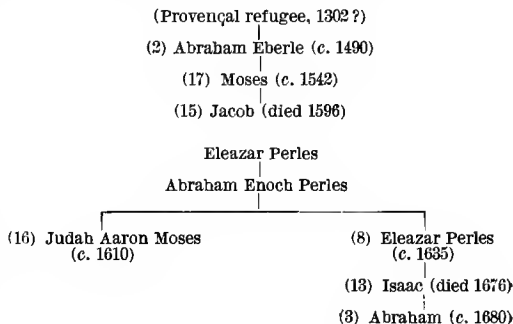 (Provençal refugee, 1302?)
(2) Abraham Eberle (c. 1490)
(17) Moses (c. 1542)
(15) Jacob (died 1596)
Eleazar Perles
Abraham Enoch Perles
(16) Judah Aaron Moses (8) Eleazar Perles
(c. 1610) (c. 1635)
(13) Isaac (died 1676)
(3) Abraham (c. 1680)